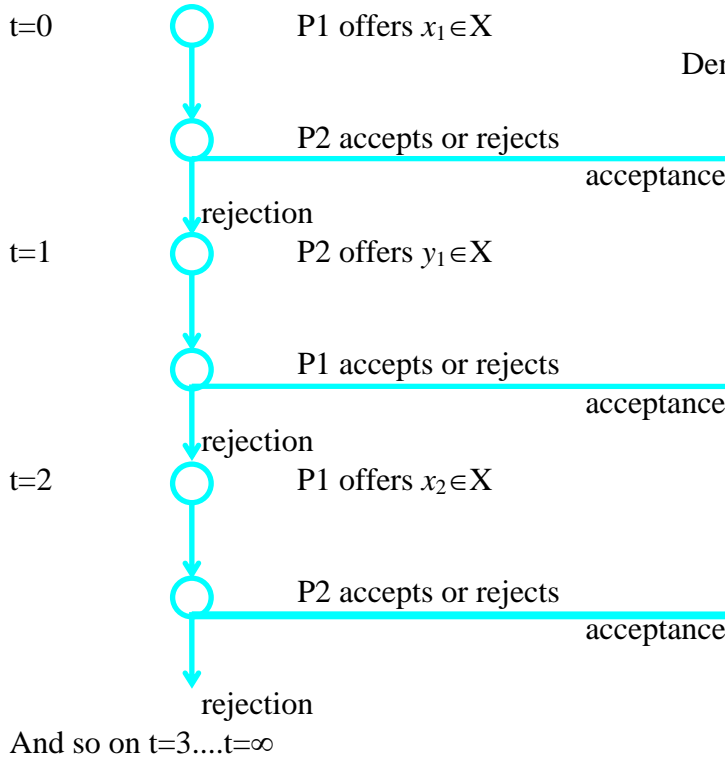 t=0 P1 offers x₁∈X
Der
P2 accepts or rejects
acceptance
rejection
t=1 P2 offers y₁∈X
P1 accepts or rejects
acceptance
rejection
t=2 P1 offers x₂∈X
P2 accepts or rejects
acceptance
rejection
And so on t=3....t=∞